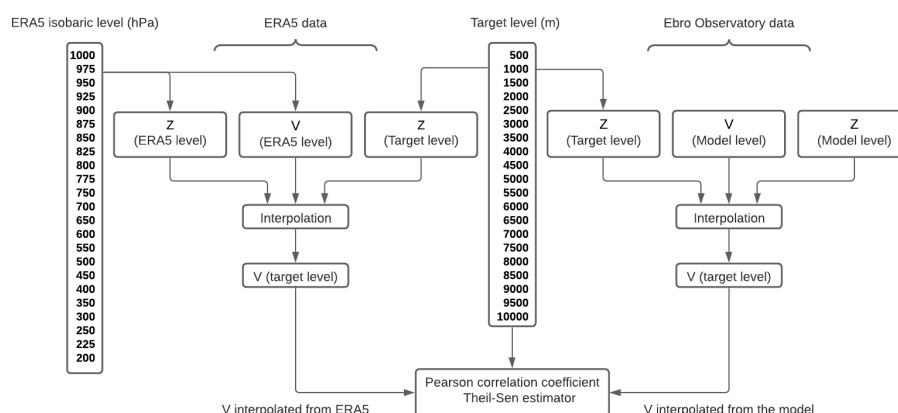 ERA5 isobaric level (hPa)
ERA5 data
Target level (m)
Ebro Observatory data
1000
975
950
925
900
875
850
825
800
775
750
700
650
600
550
500
450
400
350
300
250
225
200
Z
(ERA5 level)
V
(ERA5 level)
Z
(Target level)
Interpolation
V (target level)
500
1000
1500
2000
2500
3000
3500
4000
4500
5000
5500
6000
6500
7000
7500
8000
8500
9000
9500
10000
Z
(Target level)
V
(Model level)
Z
(Model level)
Interpolation
V (target level)
V interpolated from ERA5
Pearson correlation coefficient
Theil-Sen estimator
V interpolated from the model